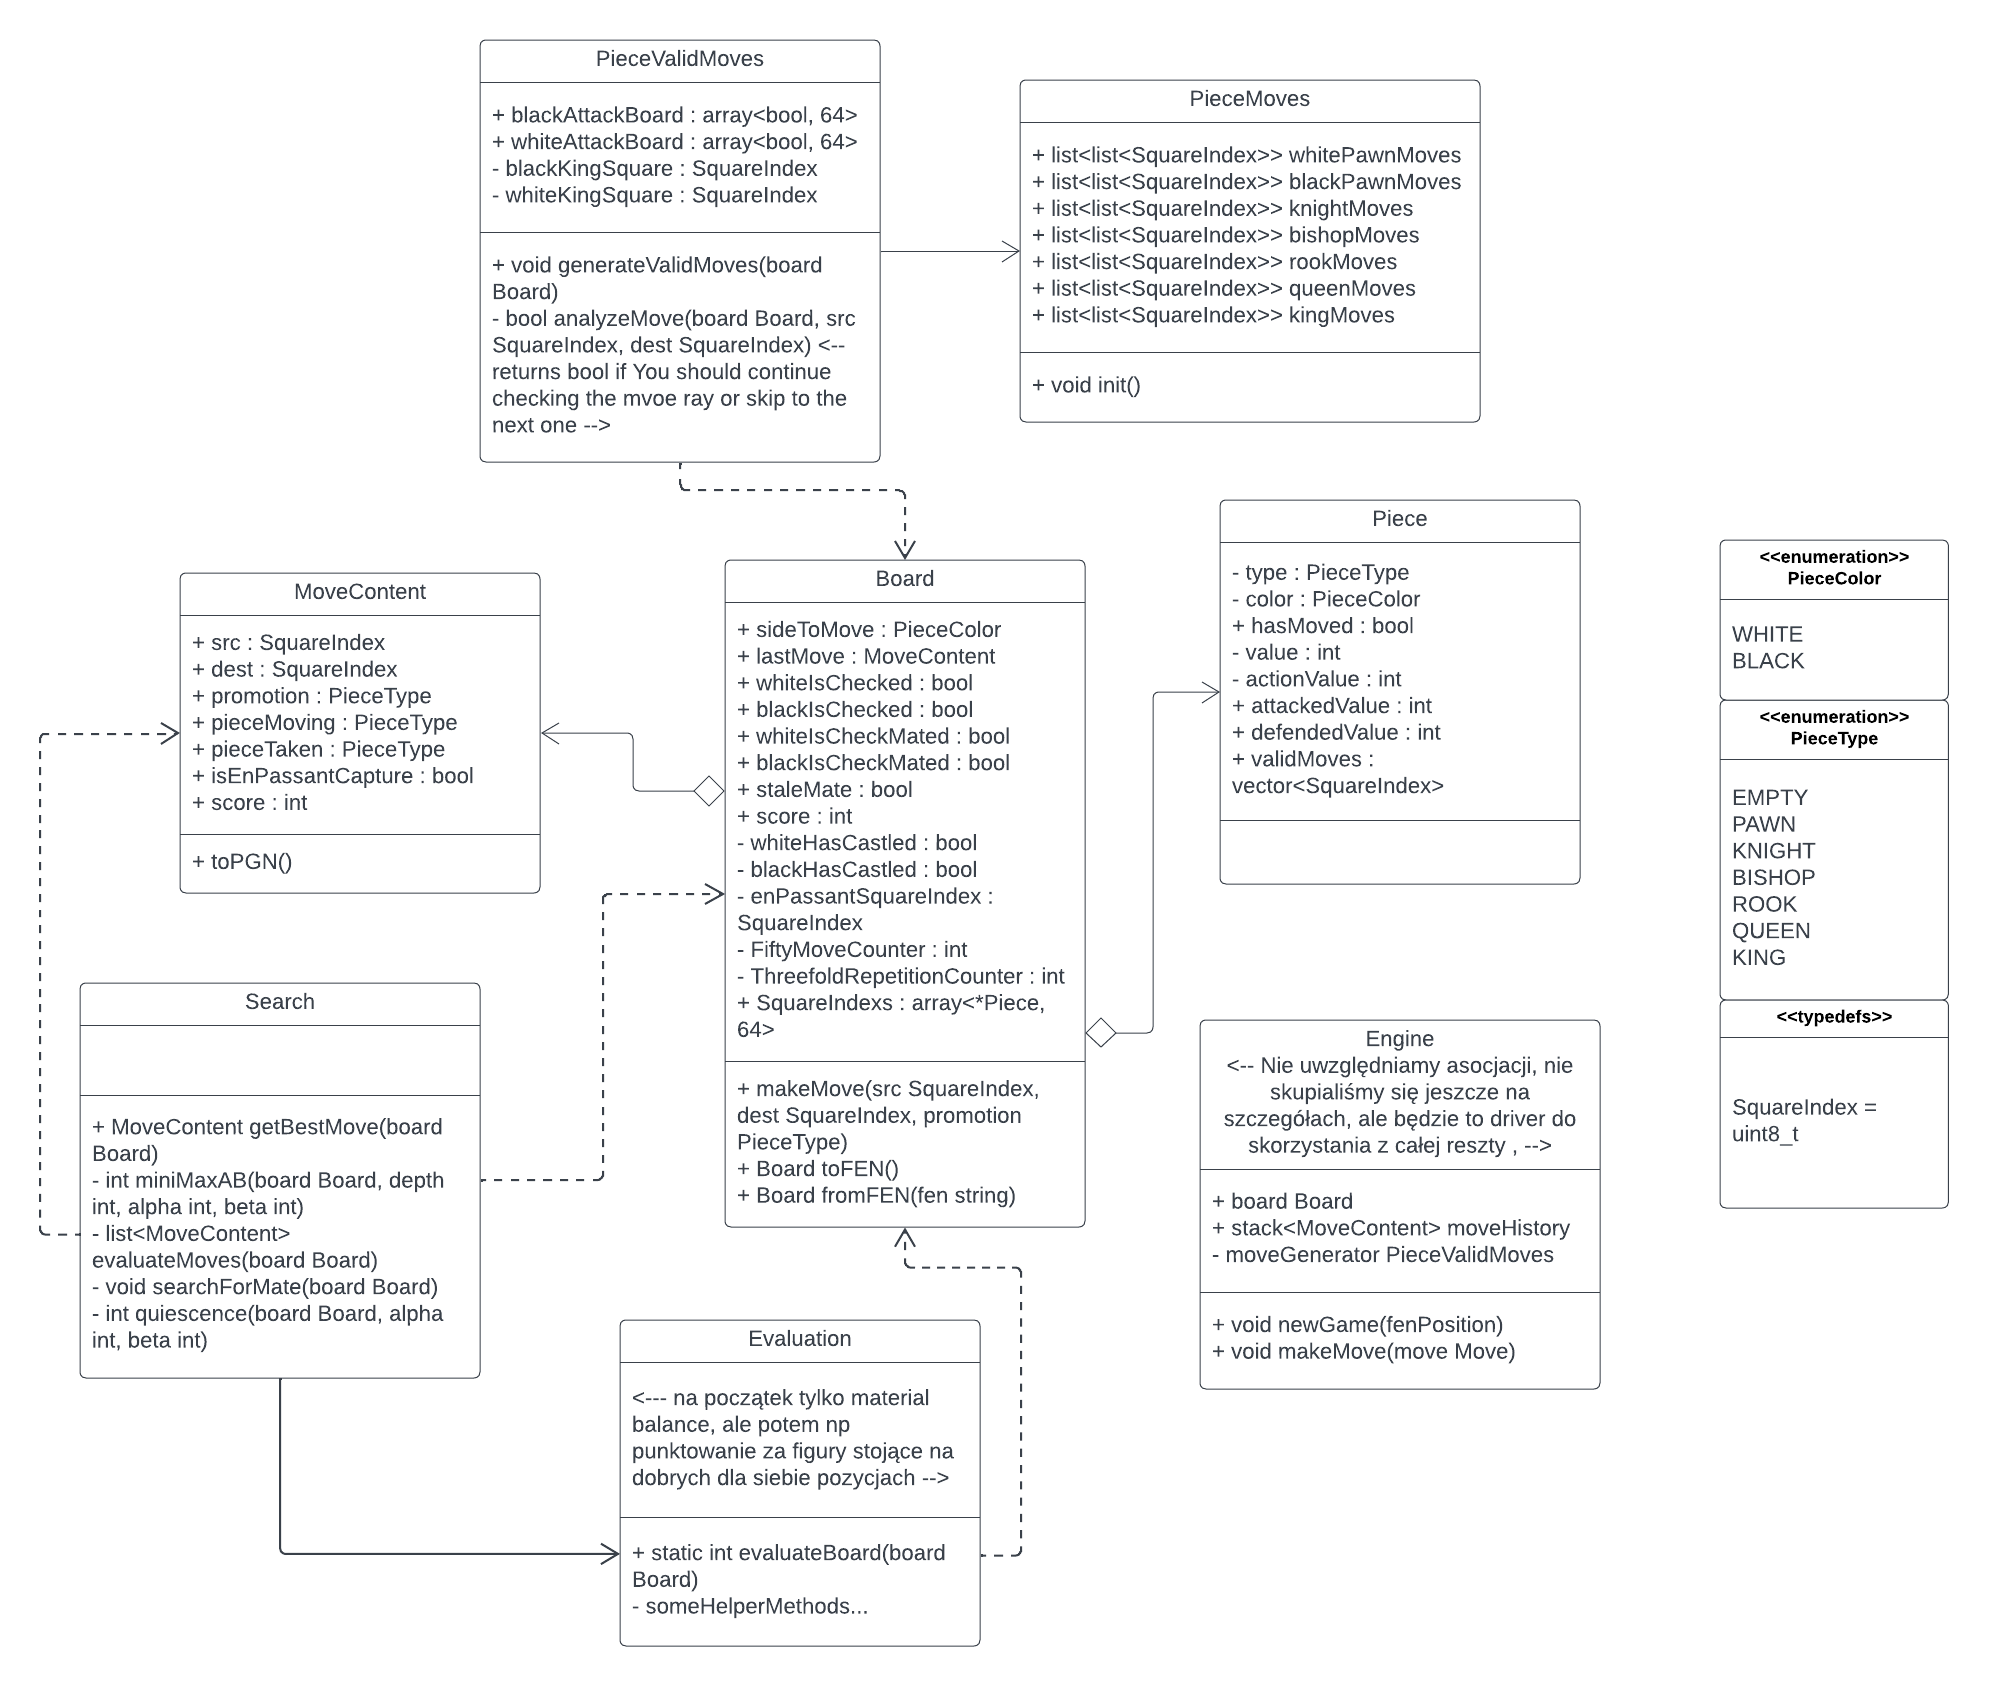 PieceValidMoves
+ blackAttackBoard : array<bool, 64>
+ whiteAttackBoard : array<bool, 64>
- blackKingSquare : SquareIndex
- whiteKingSquare : SquareIndex
+ void generateValidMoves(board
Board)
- bool analyzeMove(board Board, src
SquareIndex, dest SquareIndex) <--
returns bool if You should continue
checking the mvoe ray or skip to the
next one -->
PieceMoves
+ list<list<SquareIndex>> whitePawnMoves
+ list<list<SquareIndex>> blackPawnMoves
+ list<list<SquareIndex>> knightMoves
+ list<list<SquareIndex>> bishopMoves
+ list<list<SquareIndex>> rookMoves
+ list<list<SquareIndex>> queenMoves
+ list<list<SquareIndex>> kingMoves
+ void init()
MoveContent
+ src : SquareIndex
+ dest : SquareIndex
+ promotion : PieceType
+ pieceMoving : PieceType
+ pieceTaken : PieceType
+ isEnPassantCapture : bool
+ score : int
+ toPGN()
Board
+ sideToMove : PieceColor
+ lastMove : MoveContent
+ whiteIsChecked : bool
+ blackIsChecked : bool
+ whiteIsCheckMated : bool
+ blackIsCheckMated : bool
+ staleMate : bool
+ score : int
- whiteHasCastled : bool
- blackHasCastled : bool
- enPassantSquareIndex :
SquareIndex
- FiftyMoveCounter : int
- ThreefoldRepetitionCounter : int
+ SquareIndexs : array<*Piece,
64>
+ makeMove(src SquareIndex,
dest SquareIndex, promotion
PieceType)
+ Board toFEN()
+ Board fromFEN(fen string)
Piece
- type : PieceType
- color : PieceColor
+ hasMoved : bool
- value : int
- actionValue : int
+ attackedValue : int
+ defendedValue : int
+ validMoves :
vector<SquareIndex>
<<enumeration>>
PieceColor
WHITE
BLACK
<<enumeration>>
PieceType
EMPTY
PAWN
KNIGHT
BISHOP
ROOK
QUEEN
KING
<<typedefs>>
SquareIndex =
uint8_t
Search
+ MoveContent getBestMove(board
Board)
- int miniMaxAB(board Board, depth
int, alpha int, beta int)
- list<MoveContent>
evaluateMoves(board Board)
- void searchForMate(board Board)
- int quiescence(board Board, alpha
int, beta int)
Engine
<-- Nie uwzględniamy asocjacji, nie
skupialiśmy się jeszcze na
szczegółach, ale będzie to driver do
skorzystania z całej reszty , -->
+ board Board
+ stack<MoveContent> moveHistory
- moveGenerator PieceValidMoves
+ void newGame(fenPosition)
+ void makeMove(move Move)
Evaluation
<--- na początek tylko material
balance, ale potem np
punktowanie za figury stojące na
dobrych dla siebie pozycjach -->
+ static int evaluateBoard(board
Board)
- someHelperMethods...